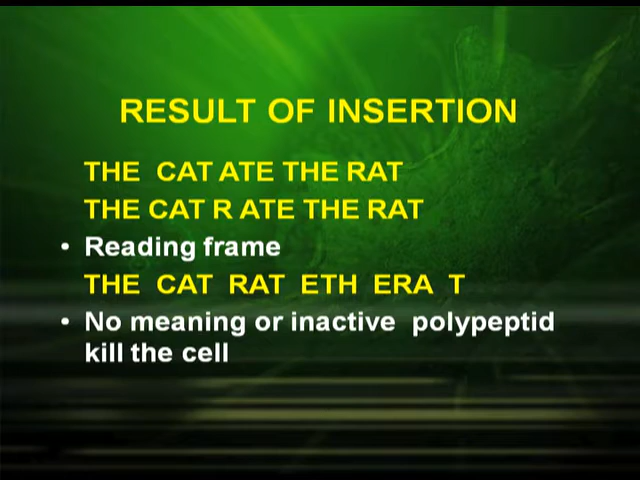 RESULT OF INSERTION
THE CAT ATE THE RAT
THE CAT R ATE THE RAT
• Reading frame
THE CAT RAT ETH ERA T
• No meaning or inactive polypeptid
kill the cell